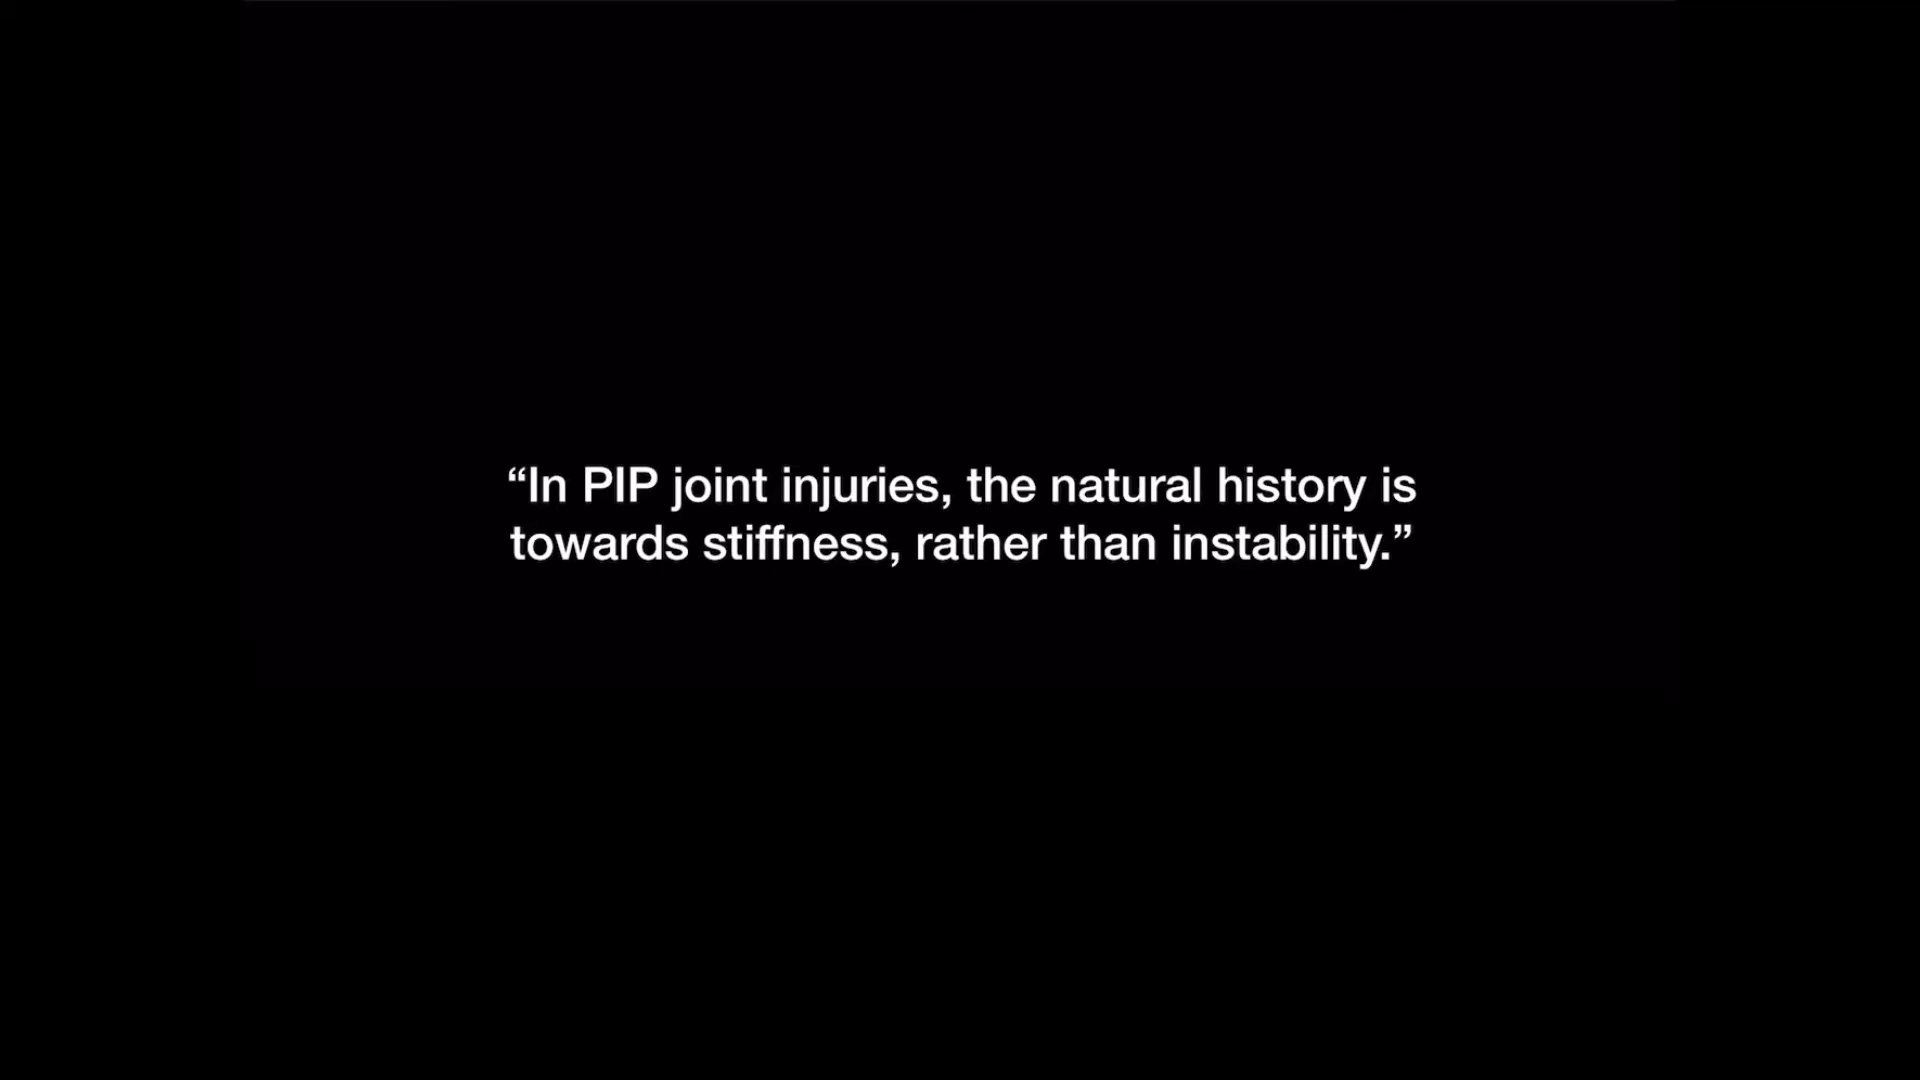 “In PIP joint injuries, the natural history is
towards stiffness, rather than instability.”